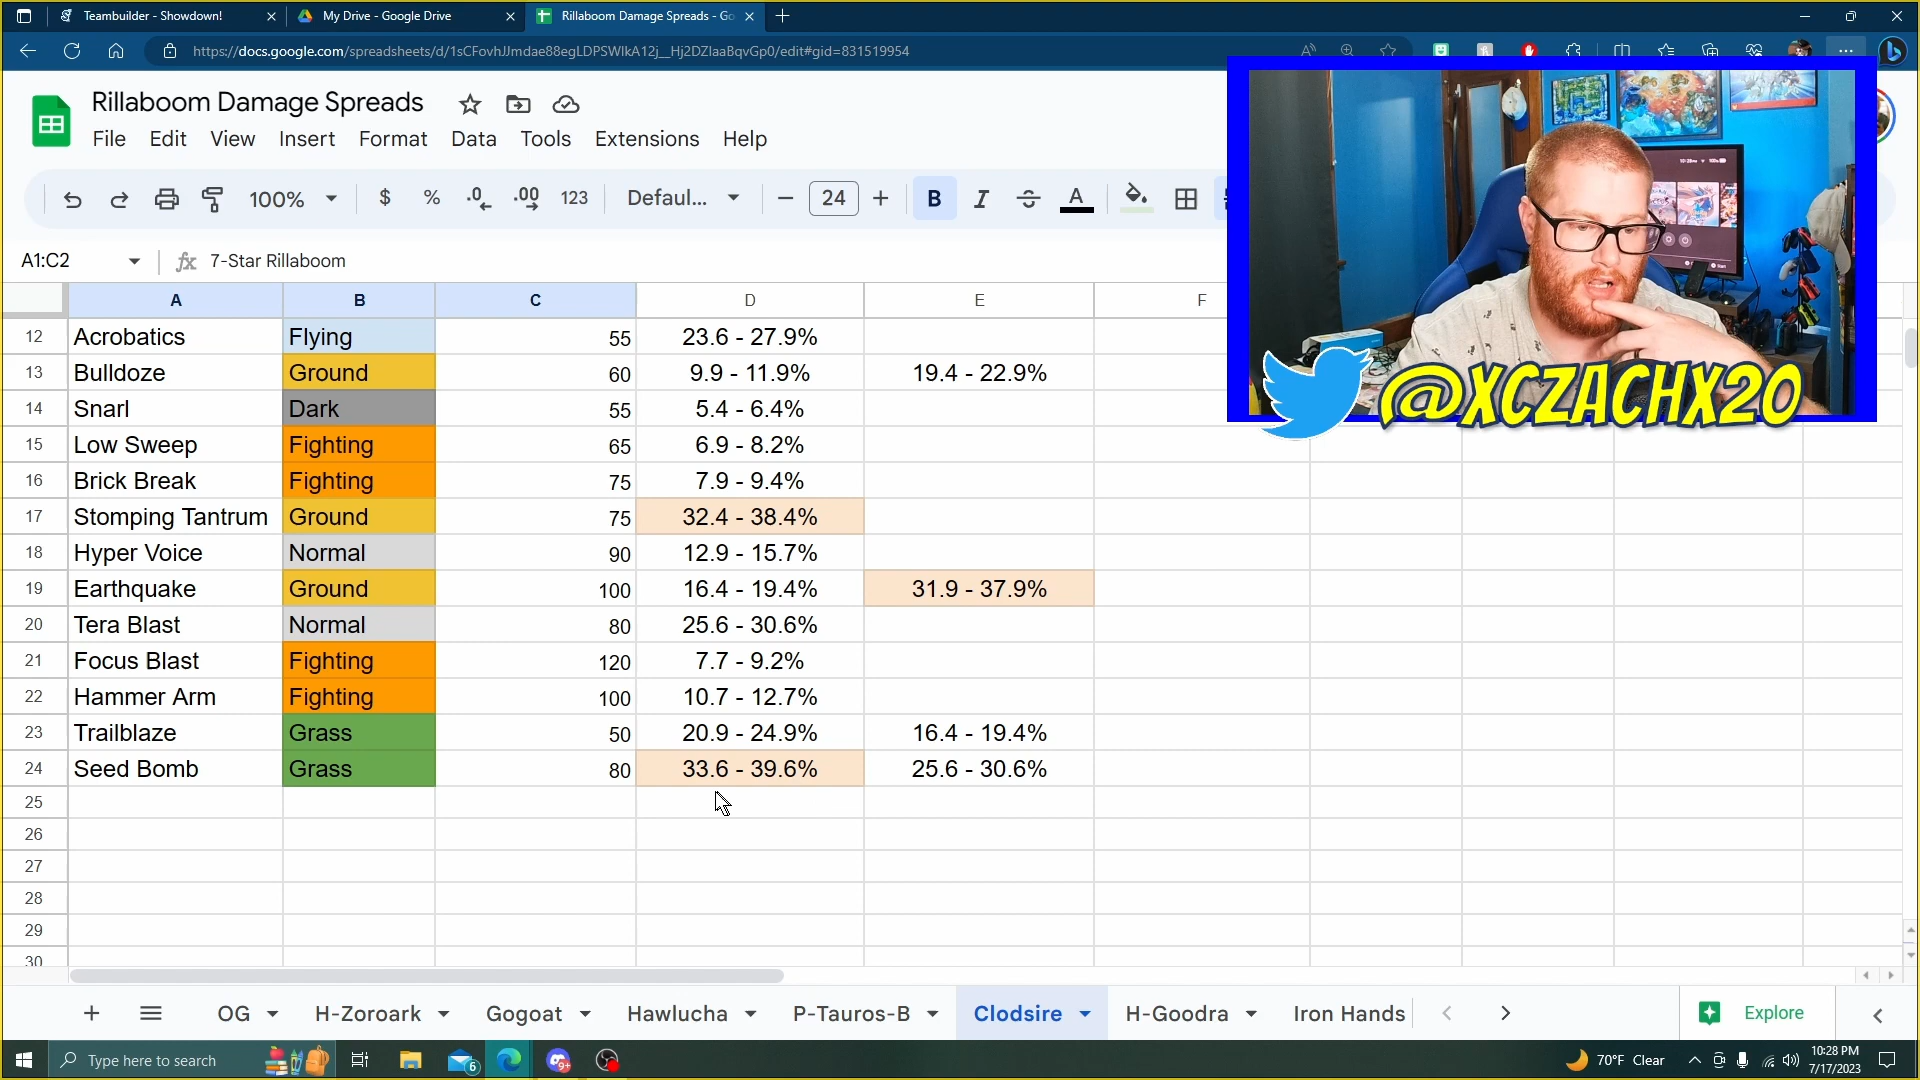 Teambuilder - Showdown!
My Drive - Google Drive
Rillaboom Damage Spreads - Go
https://docs.google.com/spreadsheets/d/1sCFovhJJmdae88egLDPSWlkA12j__Hj2DZlaaBqvGp0/edit#gid=831519954
Rillaboom Damage Spreads
File Edit View Insert Format Data Tools Extensions Help
100% $ % .0 .00 123 Defaul... 24 B I A
A1:C2 fx 7-Star Rillaboom
A B C D E F
12 Acrobatics Flying 55 23.6 - 27.9%
13 Bulldoze Ground 60 9.9 - 11.9% 19.4 - 22.9%
14 Snarl Dark 55 5.4 - 6.4%
15 Low Sweep Fighting 65 6.9 - 8.2%
16 Brick Break Fighting 75 7.9 - 9.4%
17 Stomping Tantrum Ground 75 32.4 - 38.4%
18 Hyper Voice Normal 90 12.9 - 15.7%
19 Earthquake Ground 100 16.4 - 19.4% 31.9 - 37.9%
20 Tera Blast Normal 80 25.6 - 30.6%
21 Focus Blast Fighting 120 7.7 - 9.2%
22 Hammer Arm Fighting 100 10.7 - 12.7%
23 Trailblaze Grass 50 20.9 - 24.9% 16.4 - 19.4%
24 Seed Bomb Grass 80 33.6 - 39.6% 25.6 - 30.6%
25
26
27
28
29
30
@XCZACHX20
OG H-Zoroark Gogoat Hawlucha P-Tauros-B Clodsire H-Goodra Iron Hands Explore
Type here to search
6
9+
70°F Clear
10:28 PM
7/17/2023